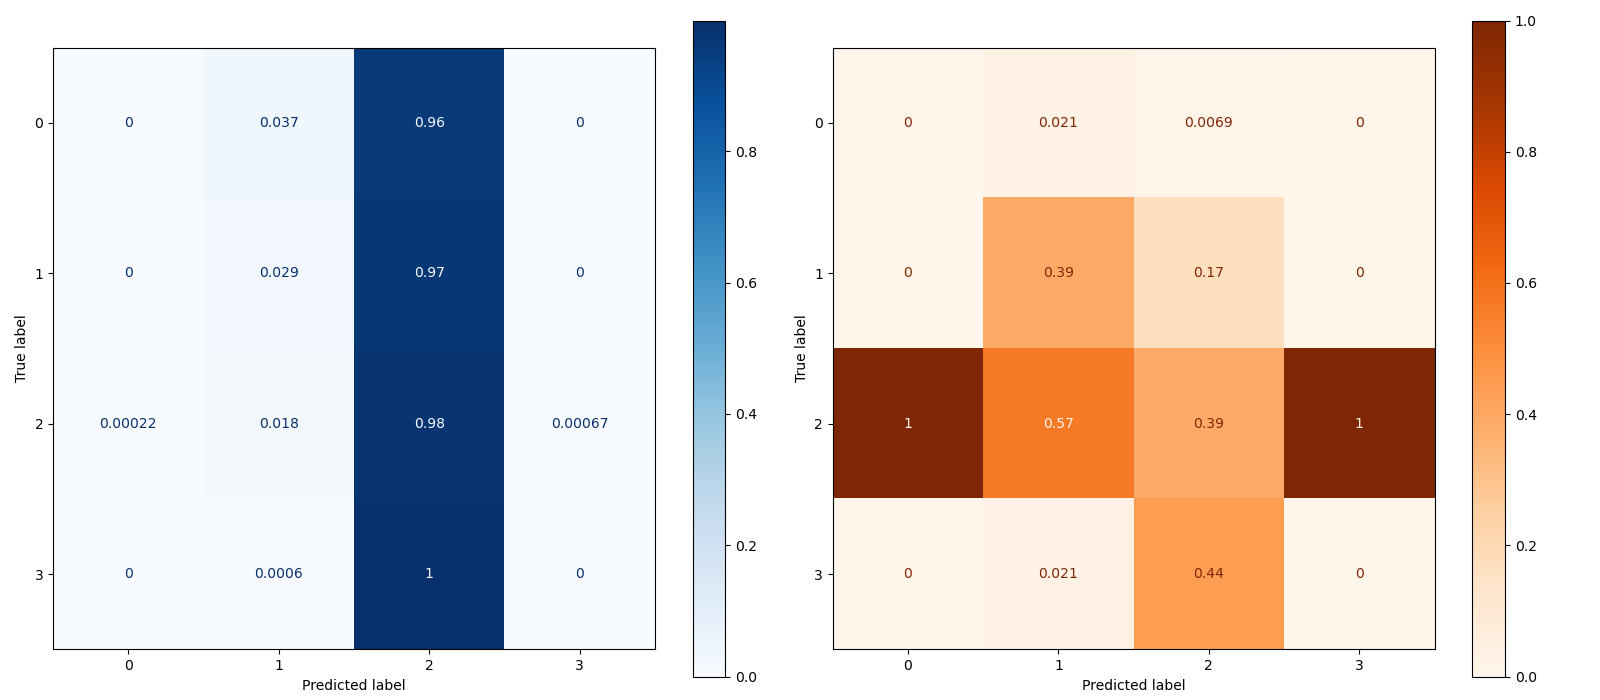 0 0 0.037 0.96 0
1 0 0.029 0.97 0
2 0.00022 0.018 0.98 0.00067
3 0 0.0006 1 0
0 1 2 3
True label
Predicted label
0.8
0.6
0.4
0.2
0.0
0 0 0.021 0.0069 0
1 0 0.39 0.17 0
2 1 0.57 0.39 1
3 0 0.021 0.44 0
0 1 2 3
True label
Predicted label
1.0
0.8
0.6
0.4
0.2
0.0